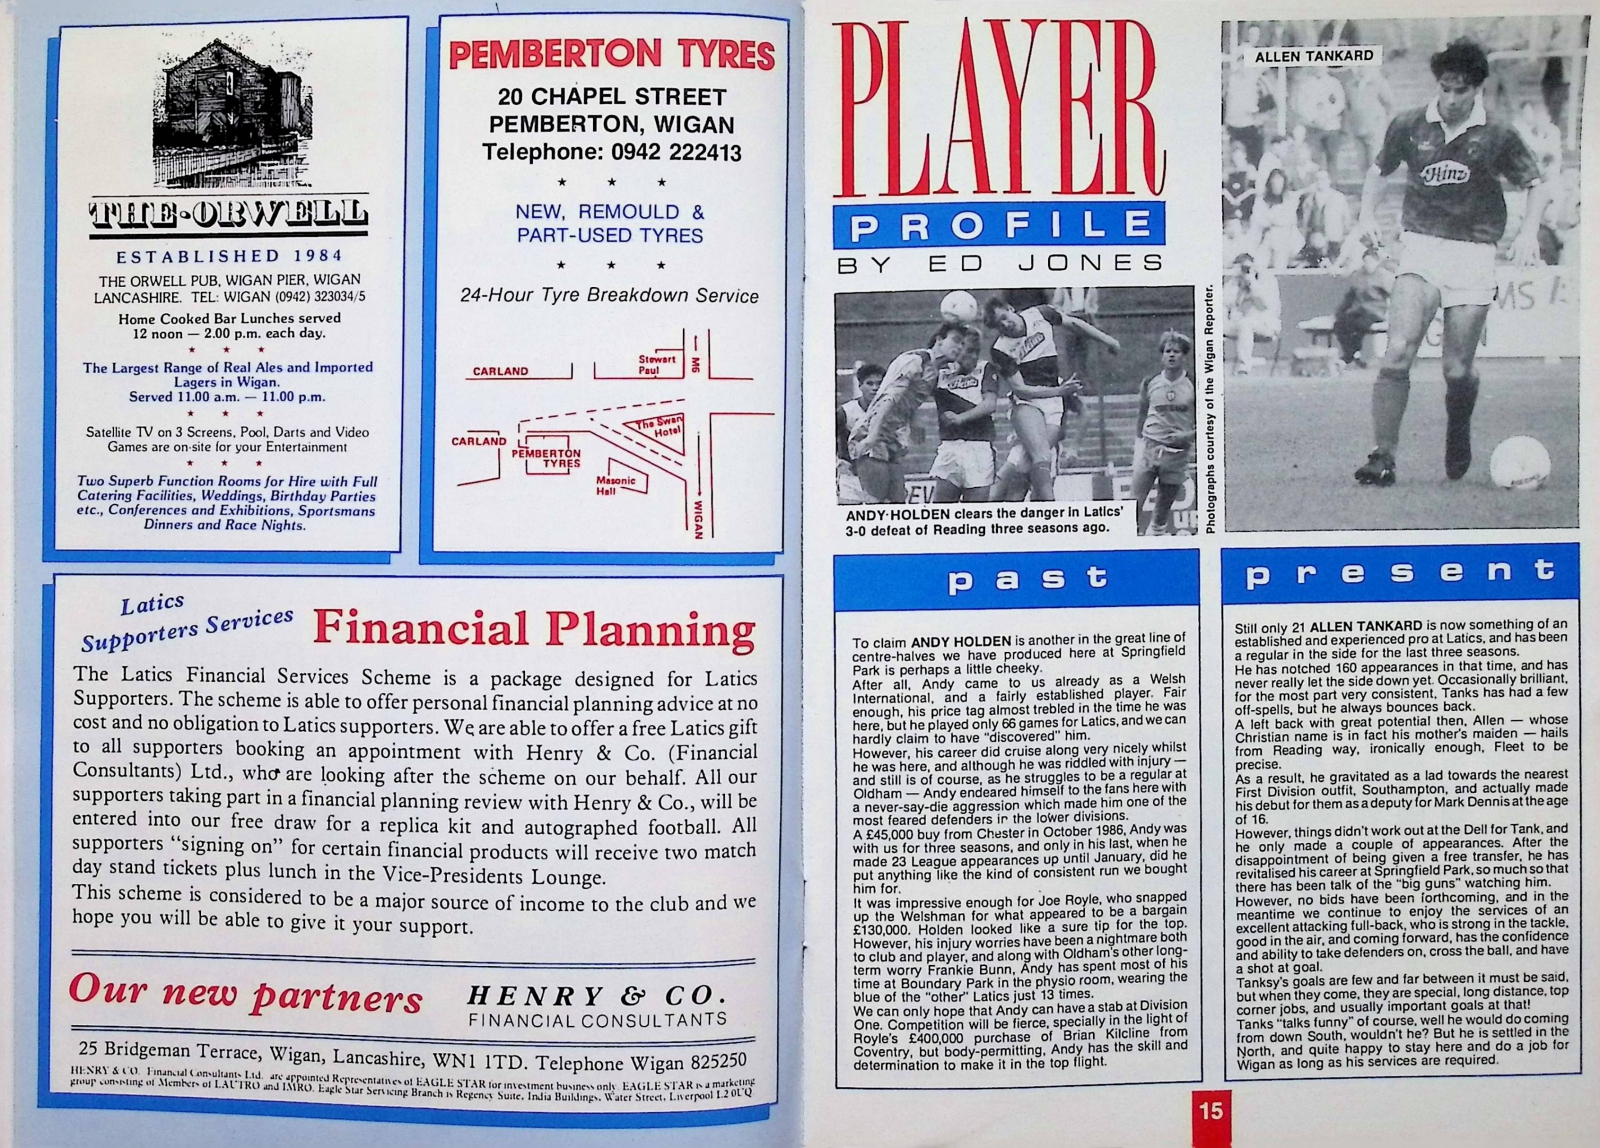 THE·ORWELL
ESTABLISHED 1984
THE ORWELL PUB, WIGAN PIER, WIGAN
LANCASHIRE. TEL: WIGAN (0942) 323034/5
Home Cooked Bar Lunches served
12 noon — 2.00 p.m. each day.
★ ★ ★
The Largest Range of Real Ales and Imported
Lagers in Wigan.
Served 11.00 a.m. — 11.00 p.m.
★ ★ ★
Satellite TV on 3 Screens, Pool, Darts and Video
Games are on-site for your Entertainment
★ ★ ★
Two Superb Function Rooms for Hire with Full
Catering Facilities, Weddings, Birthday Parties
etc., Conferences and Exhibitions, Sportsmans
Dinners and Race Nights.
PEMBERTON TYRES
20 CHAPEL STREET
PEMBERTON, WIGAN
Telephone: 0942 222413
★ ★ ★
NEW, REMOULD &
PART-USED TYRES
★ ★ ★
24-Hour Tyre Breakdown Service
CARLAND
Stewart
Paul
← M6
The Swan
Hotel
CARLAND
PEMBERTON
TYRES
Masonic
Hall
WIGAN
Latics
Supporters Services
Financial Planning
The Latics Financial Services Scheme is a package designed for Latics
Supporters. The scheme is able to offer personal financial planning advice at no
cost and no obligation to Latics supporters. We are able to offer a free Latics gift
to all supporters booking an appointment with Henry & Co. (Financial
Consultants) Ltd., who are looking after the scheme on our behalf. All our
supporters taking part in a financial planning review with Henry & Co., will be
entered into our free draw for a replica kit and autographed football. All
supporters "signing on" for certain financial products will receive two match
day stand tickets plus lunch in the Vice-Presidents Lounge.
This scheme is considered to be a major source of income to the club and we
hope you will be able to give it your support.
Our new partners
HENRY & CO.
FINANCIAL CONSULTANTS
25 Bridgeman Terrace, Wigan, Lancashire, WN1 1TD. Telephone Wigan 825250
HENRY & CO. Financial Consultants Ltd. are appointed Representatives of EAGLE STAR for investment business only. EAGLE STAR is a marketing
group consisting of Members of LAUTRO and IMRO. Eagle Star Servicing Branch is Regency Suite, India Buildings, Water Street, Liverpool L2 0UQ
PLAYER
PROFILE
BY ED JONES
ALLEN TANKARD
Heinz
Photographs courtesy of the Wigan Reporter.
ANDY HOLDEN clears the danger in Latics'
3-0 defeat of Reading three seasons ago.
past
To claim ANDY HOLDEN is another in the great line of
centre-halves we have produced here at Springfield
Park is perhaps a little cheeky.
After all, Andy came to us already as a Welsh
International, and a fairly established player. Fair
enough, his price tag almost trebled in the time he was
here, but he played only 66 games for Latics, and we can
hardly claim to have "discovered" him.
However, his career did cruise along very nicely whilst
he was here, and although he was riddled with injury —
and still is of course, as he struggles to be a regular at
Oldham — Andy endeared himself to the fans here with
a never-say-die aggression which made him one of the
most feared defenders in the lower divisions.
A £45,000 buy from Chester in October 1986, Andy was
with us for three seasons, and only in his last, when he
made 23 League appearances up until January, did he
put anything like the kind of consistent run we bought
him for.
It was impressive enough for Joe Royle, who snapped
up the Welshman for what appeared to be a bargain
£130,000. Holden looked like a sure tip for the top.
However, his injury worries have been a nightmare both
to club and player, and along with Oldham's other long-
term worry Frankie Bunn, Andy has spent most of his
time at Boundary Park in the physio room, wearing the
blue of the "other" Latics just 13 times.
We can only hope that Andy can have a stab at Division
One. Competition will be fierce, specially in the light of
Royle's £400,000 purchase of Brian Kilcline from
Coventry, but body-permitting, Andy has the skill and
determination to make it in the top flight.
present
Still only 21 ALLEN TANKARD is now something of an
established and experienced pro at Latics, and has been
a regular in the side for the last three seasons.
He has notched 160 appearances in that time, and has
never really let the side down yet. Occasionally brilliant,
for the most part very consistent, Tanks has had a few
off-spells, but he always bounces back.
A left back with great potential then, Allen — whose
Christian name is in fact his mother's maiden — hails
from Reading way, ironically enough, Fleet to be
precise.
As a result, he gravitated as a lad towards the nearest
First Division outfit, Southampton, and actually made
his debut for them as a deputy for Mark Dennis at the age
of 16.
However, things didn't work out at the Dell for Tank, and
he only made a couple of appearances. After the
disappointment of being given a free transfer, he has
revitalised his career at Springfield Park, so much so that
there has been talk of the "big guns" watching him.
However, no bids have been forthcoming, and in the
meantime we continue to enjoy the services of an
excellent attacking full-back, who is strong in the tackle,
good in the air, and coming forward, has the confidence
and ability to take defenders on, cross the ball, and have
a shot at goal.
Tanksy's goals are few and far between it must be said,
but when they come, they are special, long distance, top
corner jobs, and usually important goals at that!
Tanks "talks funny" of course, well he would do coming
from down South, wouldn't he? But he is settled in the
North, and quite happy to stay here and do a job for
Wigan as long as his services are required.
15